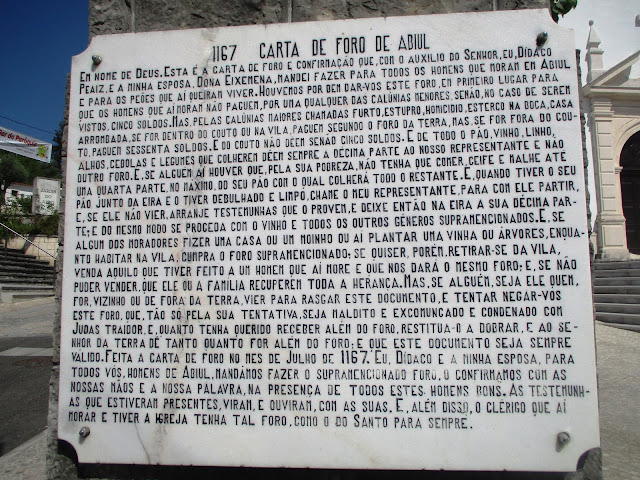 1167 CARTA DE FORO DE ABIUL
EM NOME DE DEUS. ESTA É A CARTA DE FORO E CONFIRMAÇÃO QUE, COM O AUXILIO DO SENHOR, EU, DÍDACO
PEAIZ, E A MINHA ESPOSA, DONA EIXEMENA, MANDEI FAZER PARA TODOS OS HOMENS QUE MORAM EM ABIUL
E PARA OS PEÕES QUE AÍ QUERAM VIVER. HOUVEMOS POR BEM DAR-VOS ESTE FORO, EM PRIMEIRO LUGAR PARA
QUE OS HOMENS QUE AÍ MORAM NÃO PAGUEM, POR UMA QUALQUER DAS CALÚNIAS MENORES SENÃO, NO CASO DE SEREM
VISTOS, CINCO SOLDOS. MAS, PELAS CALÚNIAS MAIORES CHAMADAS FURTO, ESTUPRO, HOMICIDIO, ESTERCO NA BOCA, CASA
ARROMBADA, SE FOR DENTRO DO COUTO OU NA VILA, PAGUEM SEGUNDO O FORO DA TERRA, MAS, SE FOR FORA DO COU-
TO, PAGUEM SESSENTA SOLDOS. E DO COUTO NÃO DÊEM SENÃO CINCO SOLDOS. E DE TODO O PÃO, VINHO, LINHO,
ALHOS, CEBOLAS E LEGUMES QUE COLHEREM DÊEM SEMPRE A DÉCIMA PARTE AO NOSSO REPRESENTANTE E NÃO
OUTRO FORO. E, SE ALGUEM AÍ HOUVER QUE, PELA SUA POBREZA, NÃO TENHA QUE COMER, CEIFE E MALHE ATÉ
UMA QUARTA PARTE, NO MÁXIMO, DO SEU PÃO COM O QUAL COLHERÁ TODO O RESTANTE. E, QUANDO TIVER O SEU
PÃO JUNTO DA EIRA E O TIVER DEBULHADO E LIMPO, CHAME O MEU REPRESENTANTE, PARA COM ELE PARTIR,
E, SE ELE NÃO VIER, ARRANJE TESTEMUNHAS QUE O PROVEM, E DEIXE ENTÃO NA EIRA A SUA DÉCIMA PAR-
TE; E DO MESMO MODO SE PROCEDA COM O VINHO E TODOS OS OUTROS GÉNEROS SUPRAMENCIONADOS. E, SE
ALGUM DOS MORADORES FIZER UMA CASA OU UM MOINHO OU AÍ PLANTAR UMA VINHA OU ÁRVORES, ENQUA-
NTO HABITAR NA VILA, CUMPRA O FORO SUPRAMENCIONADO; SE QUISER, PORÉM, RETIRAR-SE DA VILA,
VENDA AQUILO QUE TIVER FEITO A UM HOMEM QUE AÍ MORE E QUE NOS DARÁ O MESMO FORO; E, SE NÃO
PUDER VENDER, QUE ELE OU A FAMILIA RECUPEREM TODA A HERANÇA. MAS, SE ALGUÉM, SEJA ELE QUEM,
FOR, VIZINHO OU DE FORA DA TERRA, VIER PARA RASGAR ESTE DOCUMENTO, E TENTAR NEGAR-VOS
ESTE FORO, QUE, TÃO SÓ PELA SUA TENTATIVA, SEJA MALDITO E EXCOMUNGADO E CONDENADO COM
JUDAS TRAIDOR, E, QUANTO TENHA QUERIDO RECEBER ALÉM DO FORO, RESTITUA-O A DOBRAR, E AO SE-
NHOR DA TERRA DÊ TANTO QUANTO FOR ALÉM DO FORO; E QUE ESTE DOCUMENTO SEJA SEMPRE
VALIDO. FEITA A CARTA DE FORO NO MES DE JULHO DE 1167. EU, DÍDACO E A MINHA ESPOSA, PARA
TODOS VÓS, HOMENS DE ABIUL, MANDÁMOS FAZER O SUPRAMENCIONADO FORO, O CONFIRMAMOS COM AS
NOSSAS MÃOS E A NOSSA PALAVRA, NA PRESENÇA DE TODOS ESTES HOMENS BONS. AS TESTEMUNH-
AS QUE ESTIVERAM PRESENTES, VIRAM, E OUVIRAM, COM AS SUAS. E, ALÉM DISSO, O CLÉRIGO QUE AÍ
MORAR E TIVER A IGREJA TENHA TAL FORO, COMO O DO SANTO PARA SEMPRE.